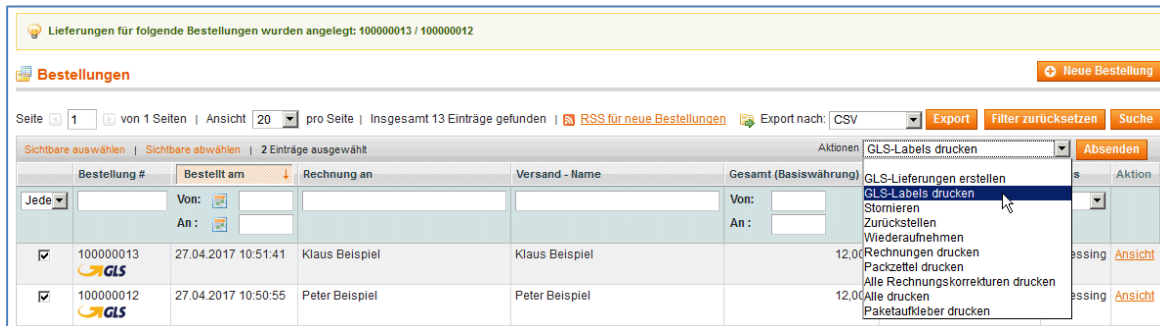 Lieferungen für folgende Bestellungen wurden angelegt: 100000013 / 100000012
Bestellungen
Neue Bestellung
Seite 1 von 1 Seiten | Ansicht 20 pro Seite | Insgesamt 13 Einträge gefunden | RSS für neue Bestellungen Export nach: CSV Export Filter zurücksetzen Suche
Sichtbare auswählen | Sichtbare abwählen | 2 Einträge ausgewählt Aktionen GLS-Labels drucken Absenden
Bestellung # Bestellt am Rechnung an Versand - Name Gesamt (Basiswährung) s Aktion
GLS-Lieferungen erstellen
GLS-Labels drucken
Stornieren
Zurückstellen
Wiederaufnehmen
Rechnungen drucken
Packzettel drucken
Alle Rechnungskorrekturen drucken
Alle drucken
Paketaufkleber drucken
Jede Von: Von:
An : An :
100000013 27.04.2017 10:51:41 Klaus Beispiel Klaus Beispiel 12,00 essing Ansicht
GLS
100000012 27.04.2017 10:50:55 Peter Beispiel Peter Beispiel 12,00 essing Ansicht
GLS